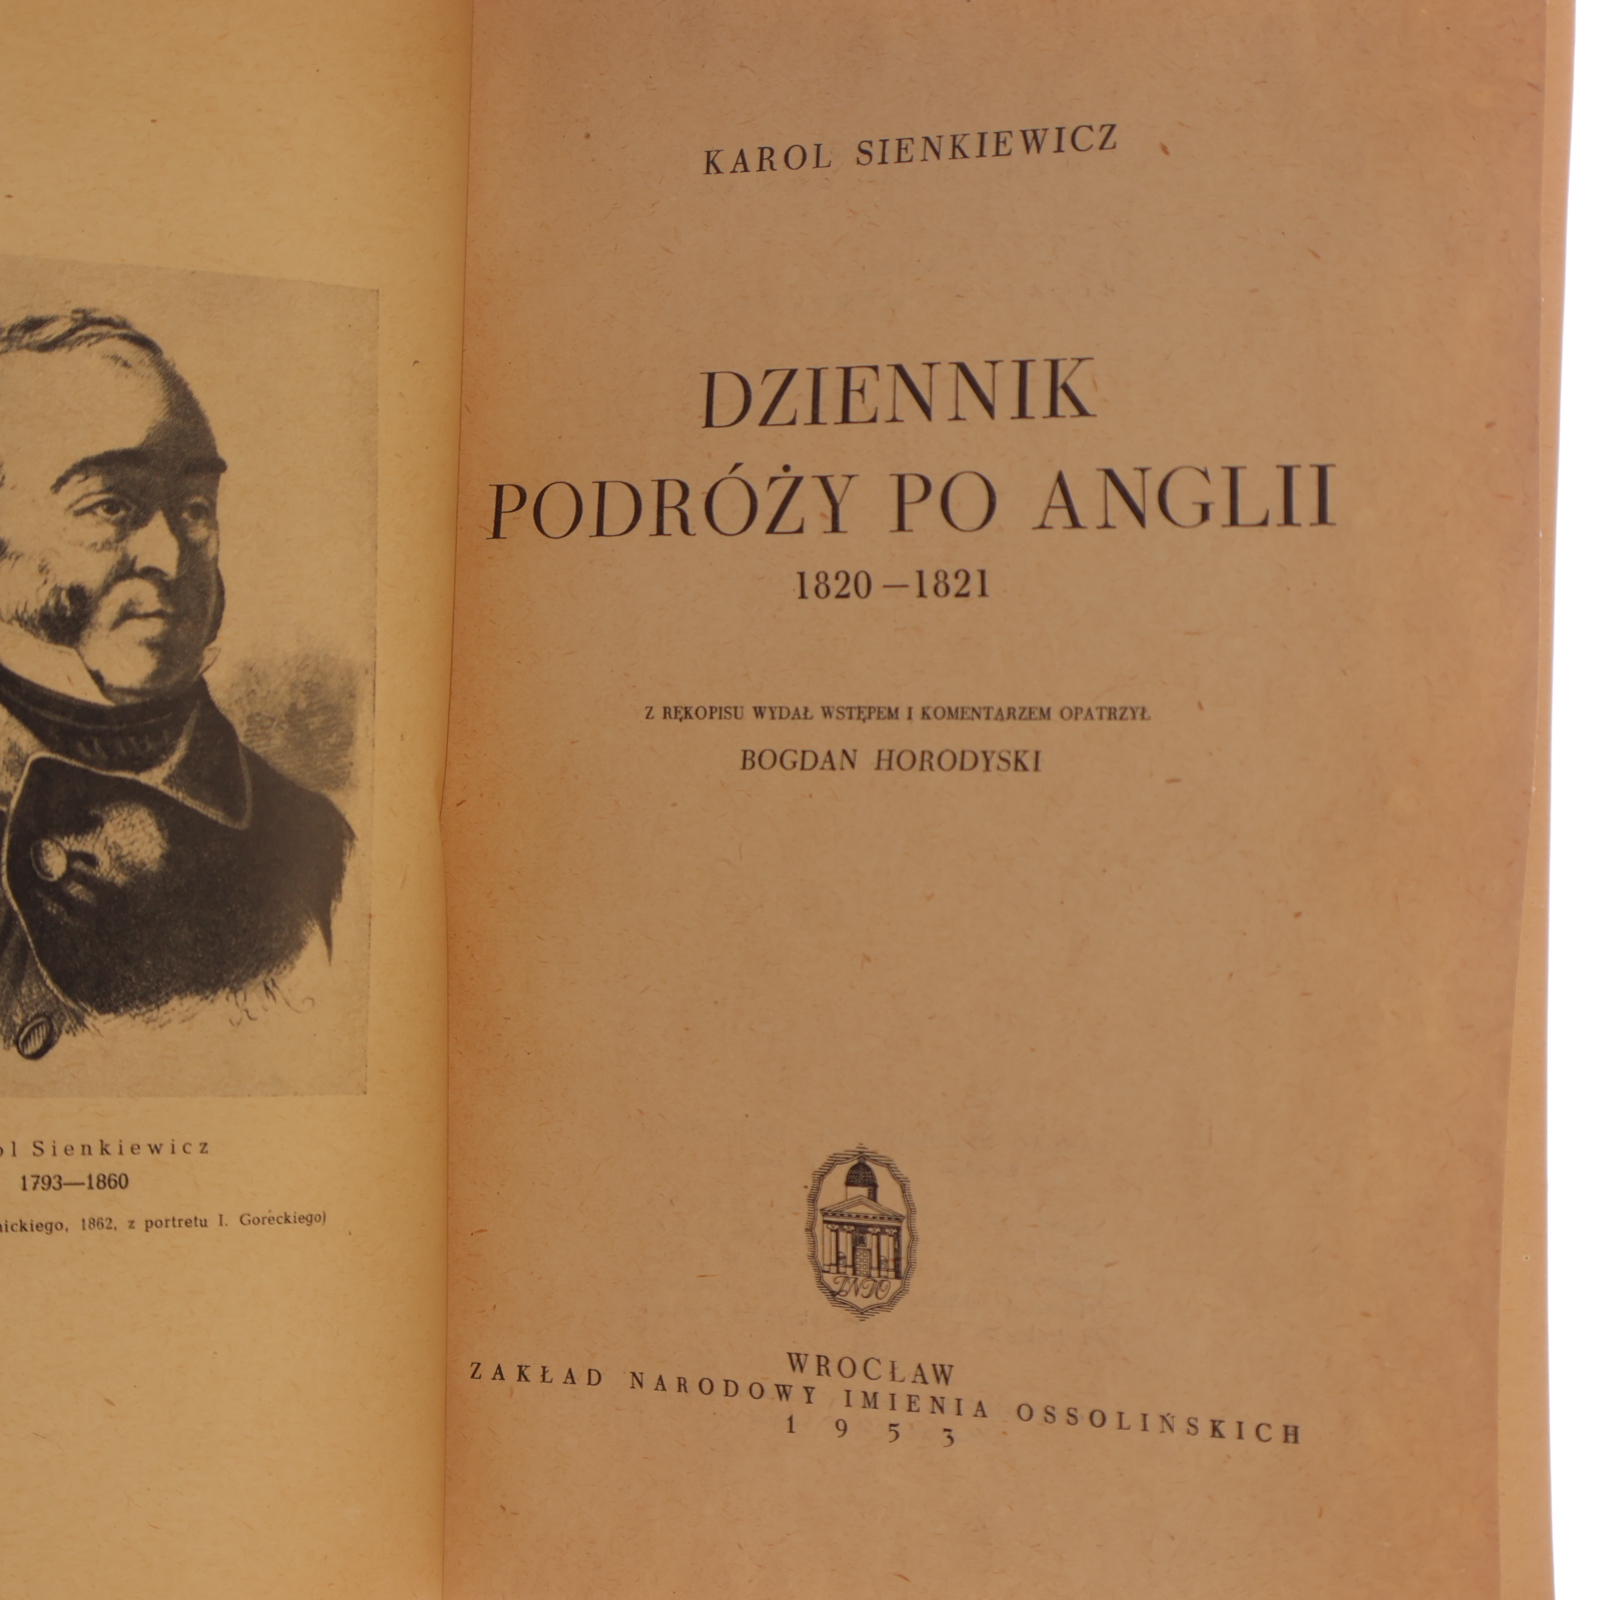 Sienkiewicz
1793—1860
1862, z portretu I. Goreckiego)
KAROL SIENKIEWICZ
DZIENNIK
PODRÓŻY PO ANGLII
1820—1821
Z RĘKOPISU WYDAŁ WSTĘPEM I KOMENTARZEM OPATRZYŁ
BOGDAN HORODYSKI
WROCŁAW
ZAKŁAD NARODOWY IMIENIA OSSOLIŃSKICH
1953